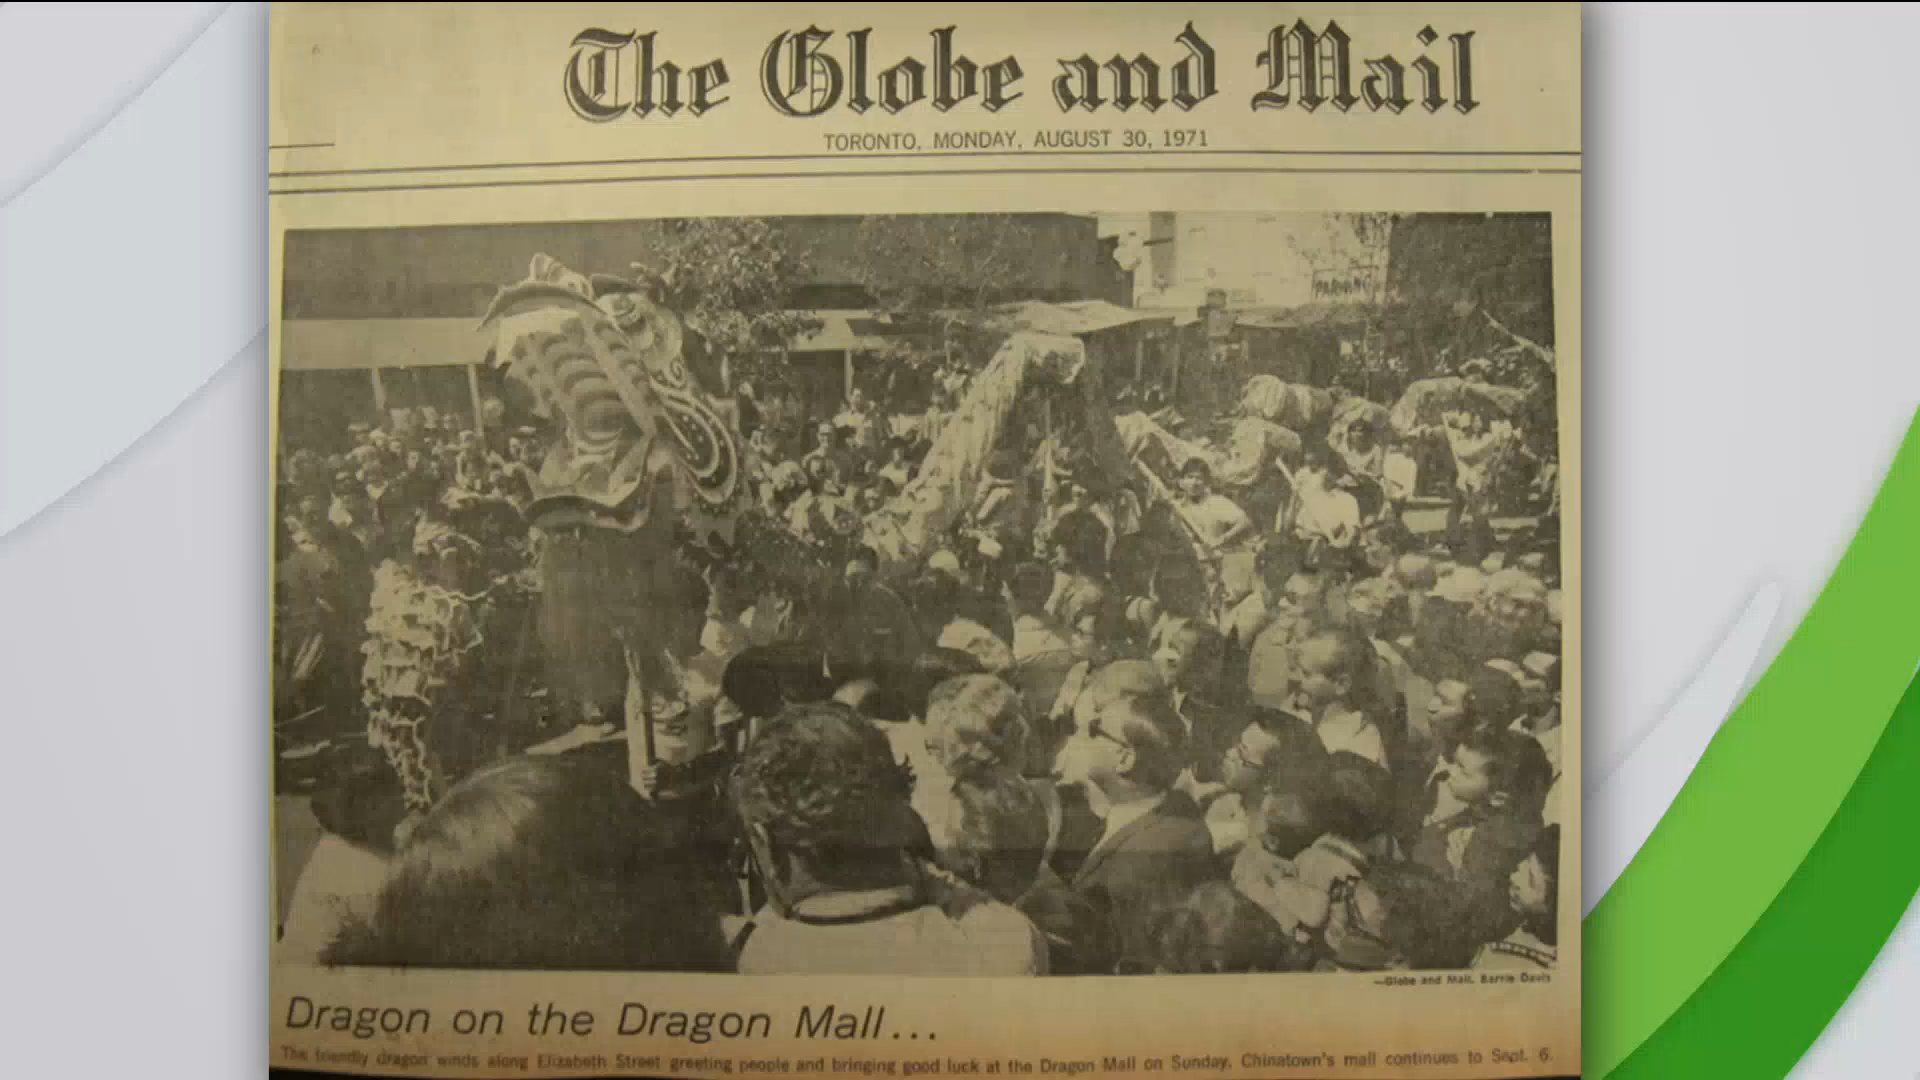 The Globe and Mail
TORONTO, MONDAY, AUGUST 30, 1971
PARKING
—Globe and Mail, Barrie Davis
Dragon on the Dragon Mall...
The friendly dragon winds along Elizabeth Street greeting people and bringing good luck at the Dragon Mall on Sunday. Chinatown's mall continues to Sept. 6.